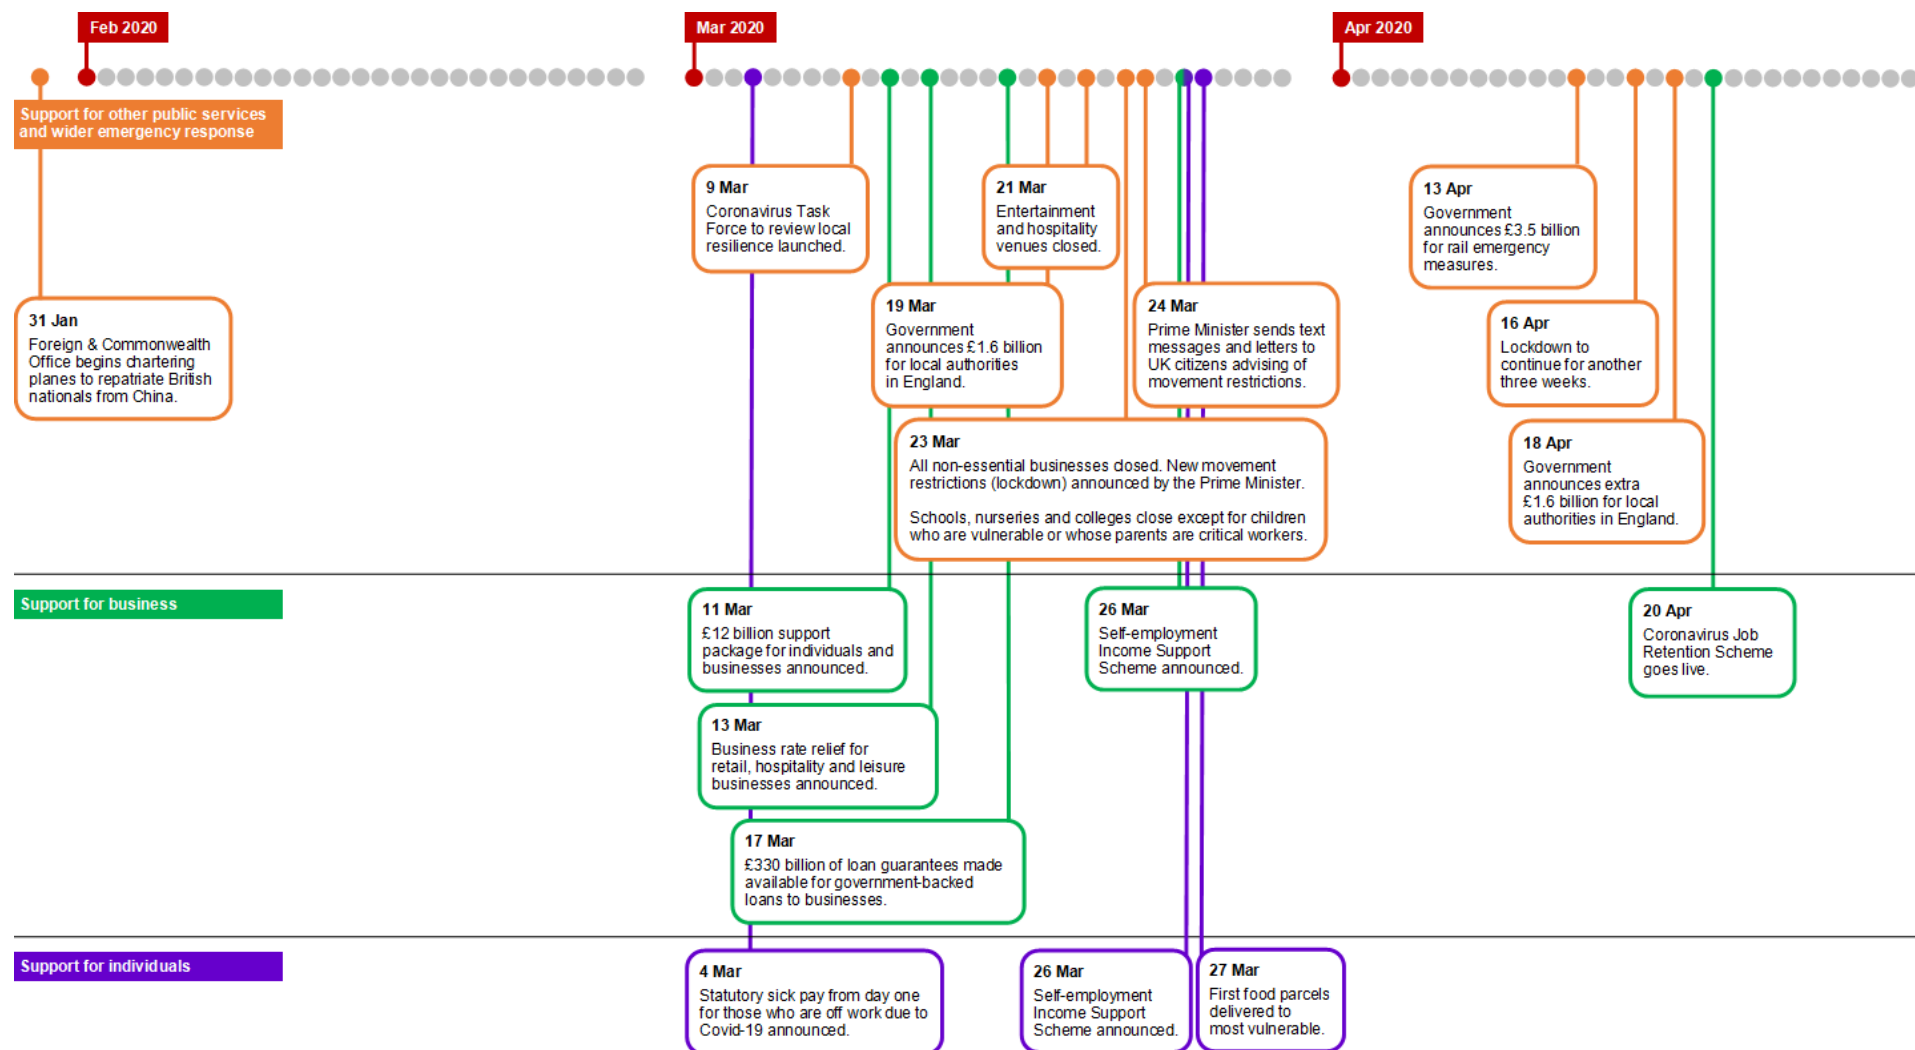 Feb 2020
Mar 2020
Apr 2020
Support for other public services
and wider emergency response
31 Jan
Foreign & Commonwealth
Office begins chartering
planes to repatriate British
nationals from China.
9 Mar
Coronavirus Task
Force to review local
resilience launched.
19 Mar
Government
announces £1.6 billion
for local authorities
in England.
21 Mar
Entertainment
and hospitality
venues closed.
23 Mar
All non-essential businesses closed. New movement
restrictions (lockdown) announced by the Prime Minister.
Schools, nurseries and colleges close except for children
who are vulnerable or whose parents are critical workers.
24 Mar
Prime Minister sends text
messages and letters to
UK citizens advising of
movement restrictions.
13 Apr
Government
announces £3.5 billion
for rail emergency
measures.
16 Apr
Lockdown to
continue for another
three weeks.
18 Apr
Government
announces extra
£1.6 billion for local
authorities in England.
Support for business
11 Mar
£12 billion support
package for individuals and
businesses announced.
13 Mar
Business rate relief for
retail, hospitality and leisure
businesses announced.
17 Mar
£330 billion of loan guarantees made
available for government-backed
loans to businesses.
26 Mar
Self-employment
Income Support
Scheme announced.
20 Apr
Coronavirus Job
Retention Scheme
goes live.
Support for individuals
4 Mar
Statutory sick pay from day one
for those who are off work due to
Covid-19 announced.
26 Mar
Self-employment
Income Support
Scheme announced.
27 Mar
First food parcels
delivered to
most vulnerable.